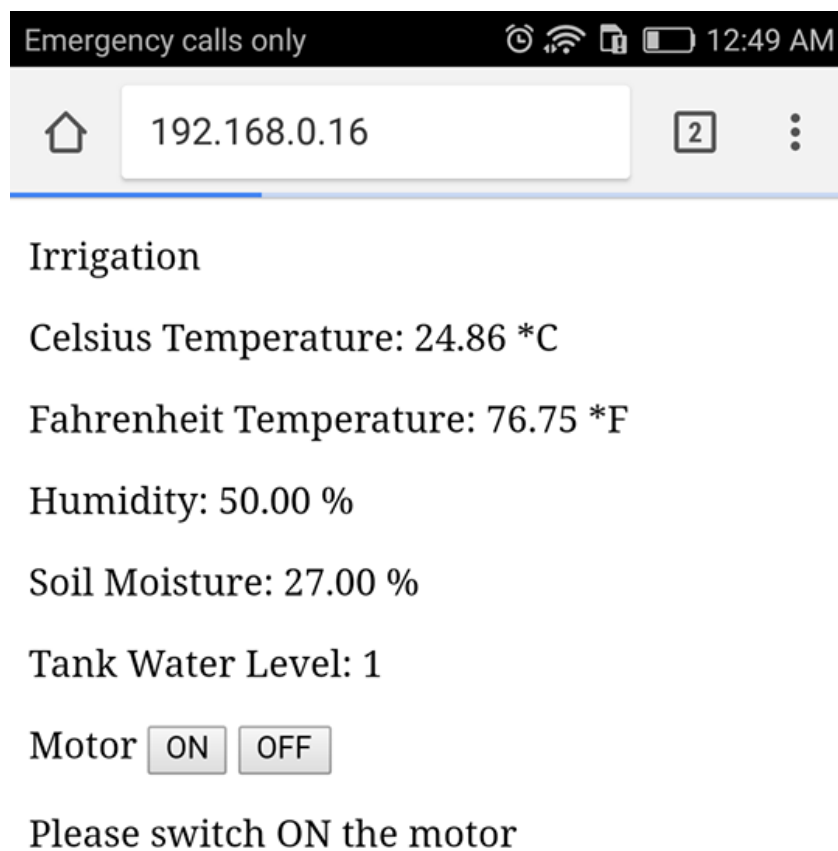 Emergency calls only 12:49 AM
192.168.0.16 2
Irrigation
Celsius Temperature: 24.86 *C
Fahrenheit Temperature: 76.75 *F
Humidity: 50.00 %
Soil Moisture: 27.00 %
Tank Water Level: 1
Motor ON OFF
Please switch ON the motor